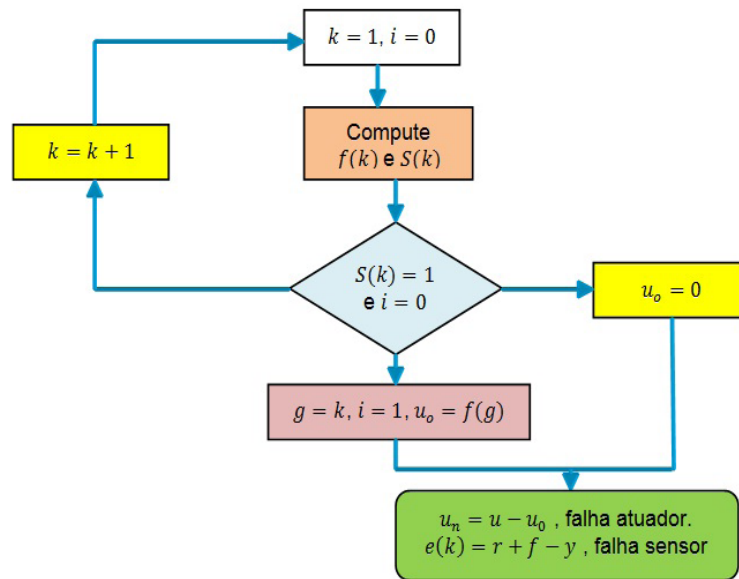 k = 1, i = 0
k = k + 1
Compute
f(k) e S(k)
S(k) = 1
e i = 0
u_o = 0
g = k, i = 1, u_o = f(g)
u_n = u − u_0 , falha atuador.
e(k) = r + f − y , falha sensor